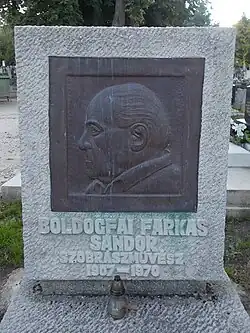 BOLDOGFAI FARKAS
SÁNDOR
SZOBRÁSZMŰVÉSZ
1907–1970